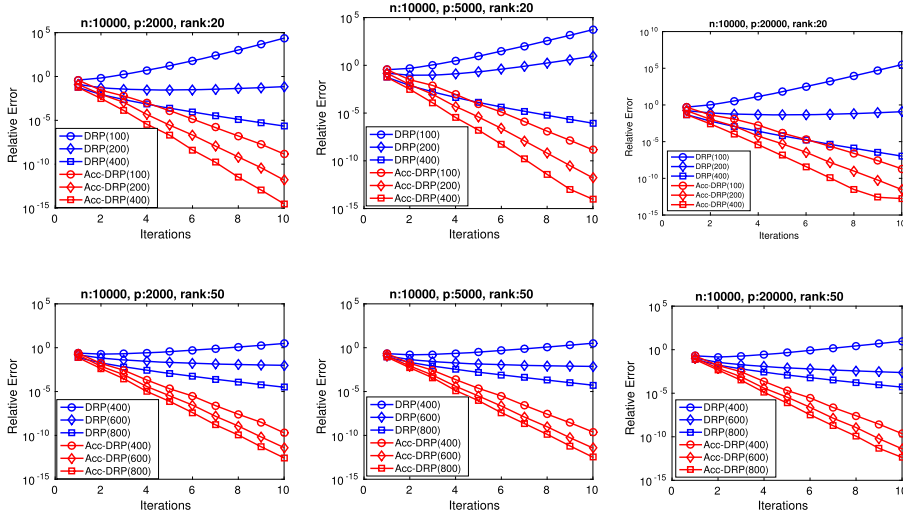 n:10000, p:2000, rank:20
10^5
10^0
10^-5
10^-10
10^-15
Relative Error
0 2 4 6 8 10
Iterations
DRP(100)
DRP(200)
DRP(400)
Acc-DRP(100)
Acc-DRP(200)
Acc-DRP(400)
n:10000, p:5000, rank:20
10^5
10^0
10^-5
10^-10
10^-15
Relative Error
0 2 4 6 8 10
Iterations
DRP(100)
DRP(200)
DRP(400)
Acc-DRP(100)
Acc-DRP(200)
Acc-DRP(400)
n:10000, p:20000, rank:20
10^10
10^5
10^0
10^-5
10^-10
10^-15
Relative Error
0 2 4 6 8 10
Iterations
DRP(100)
DRP(200)
DRP(400)
Acc-DRP(100)
Acc-DRP(200)
Acc-DRP(400)
n:10000, p:2000, rank:50
10^5
10^0
10^-5
10^-10
10^-15
Relative Error
0 2 4 6 8 10
Iterations
DRP(400)
DRP(600)
DRP(800)
Acc-DRP(400)
Acc-DRP(600)
Acc-DRP(800)
n:10000, p:5000, rank:50
10^5
10^0
10^-5
10^-10
10^-15
Relative Error
0 2 4 6 8 10
Iterations
DRP(400)
DRP(600)
DRP(800)
Acc-DRP(400)
Acc-DRP(600)
Acc-DRP(800)
n:10000, p:20000, rank:50
10^5
10^0
10^-5
10^-10
10^-15
Relative Error
0 2 4 6 8 10
Iterations
DRP(400)
DRP(600)
DRP(800)
Acc-DRP(400)
Acc-DRP(600)
Acc-DRP(800)